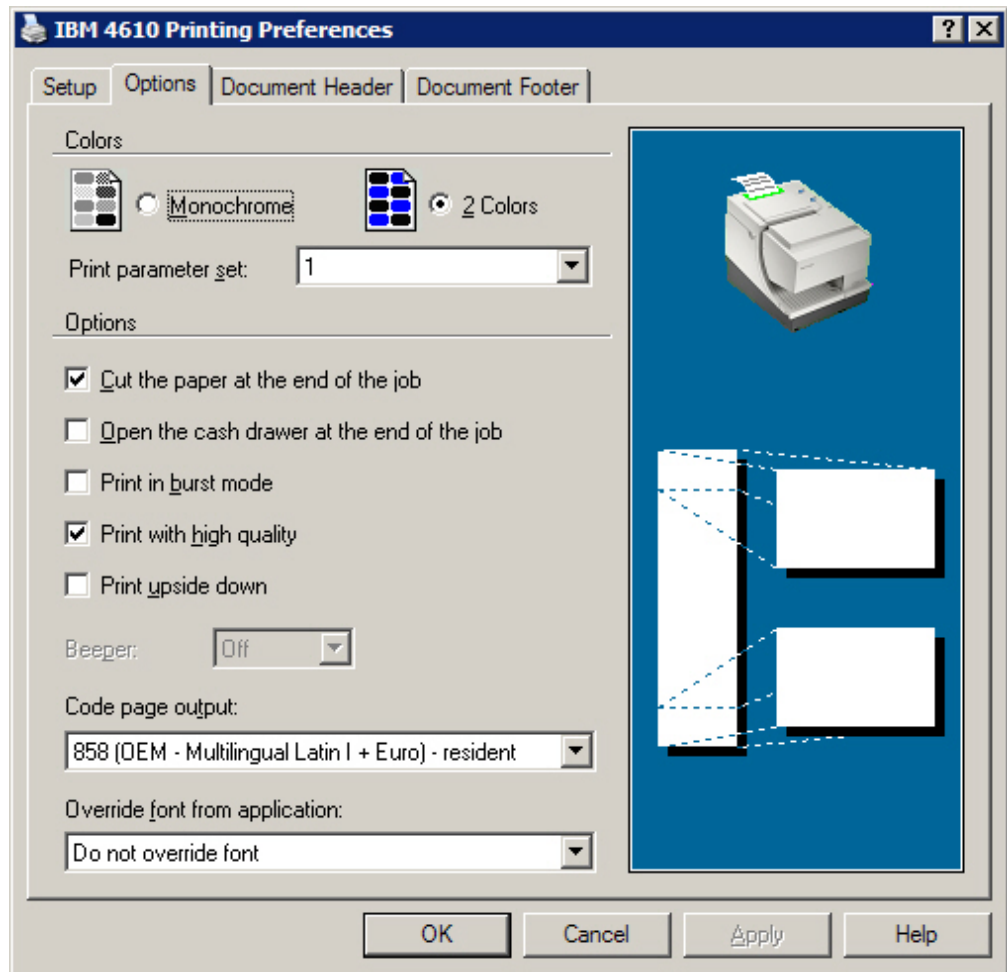 IBM 4610 Printing Preferences
Setup Options Document Header Document Footer
Colors
Monochrome 2 Colors
Print parameter set: 1
Options
Cut the paper at the end of the job
Open the cash drawer at the end of the job
Print in burst mode
Print with high quality
Print upside down
Beeper: Off
Code page output:
858 (OEM - Multilingual Latin I + Euro) - resident
Override font from application:
Do not override font
OK Cancel Apply Help